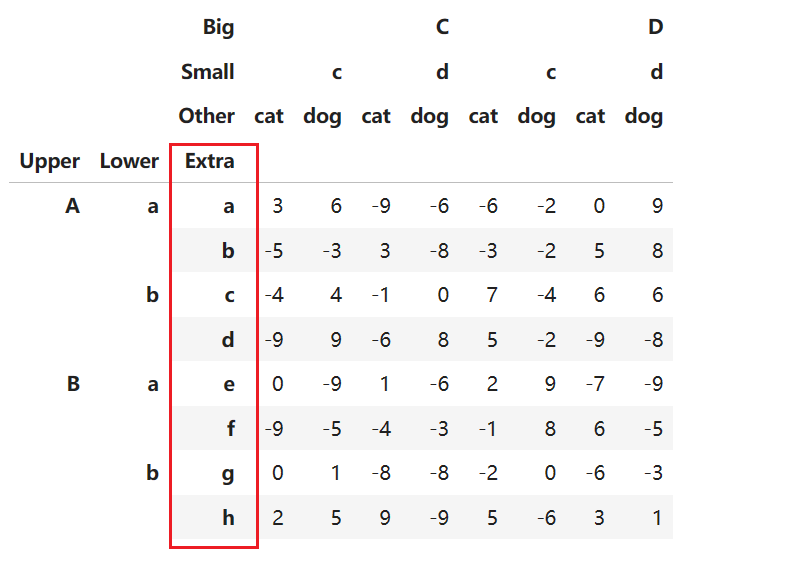 Big C D
Small c d c d
Other cat dog cat dog cat dog cat dog
Upper Lower Extra
A a a 3 6 -9 -6 -6 -2 0 9
b -5 -3 3 -8 -3 -2 5 8
b c -4 4 -1 0 7 -4 6 6
d -9 9 -6 8 5 -2 -9 -8
B a e 0 -9 1 -6 2 9 -7 -9
f -9 -5 -4 -3 -1 8 6 -5
b g 0 1 -8 -8 -2 0 -6 -3
h 2 5 9 -9 5 -6 3 1